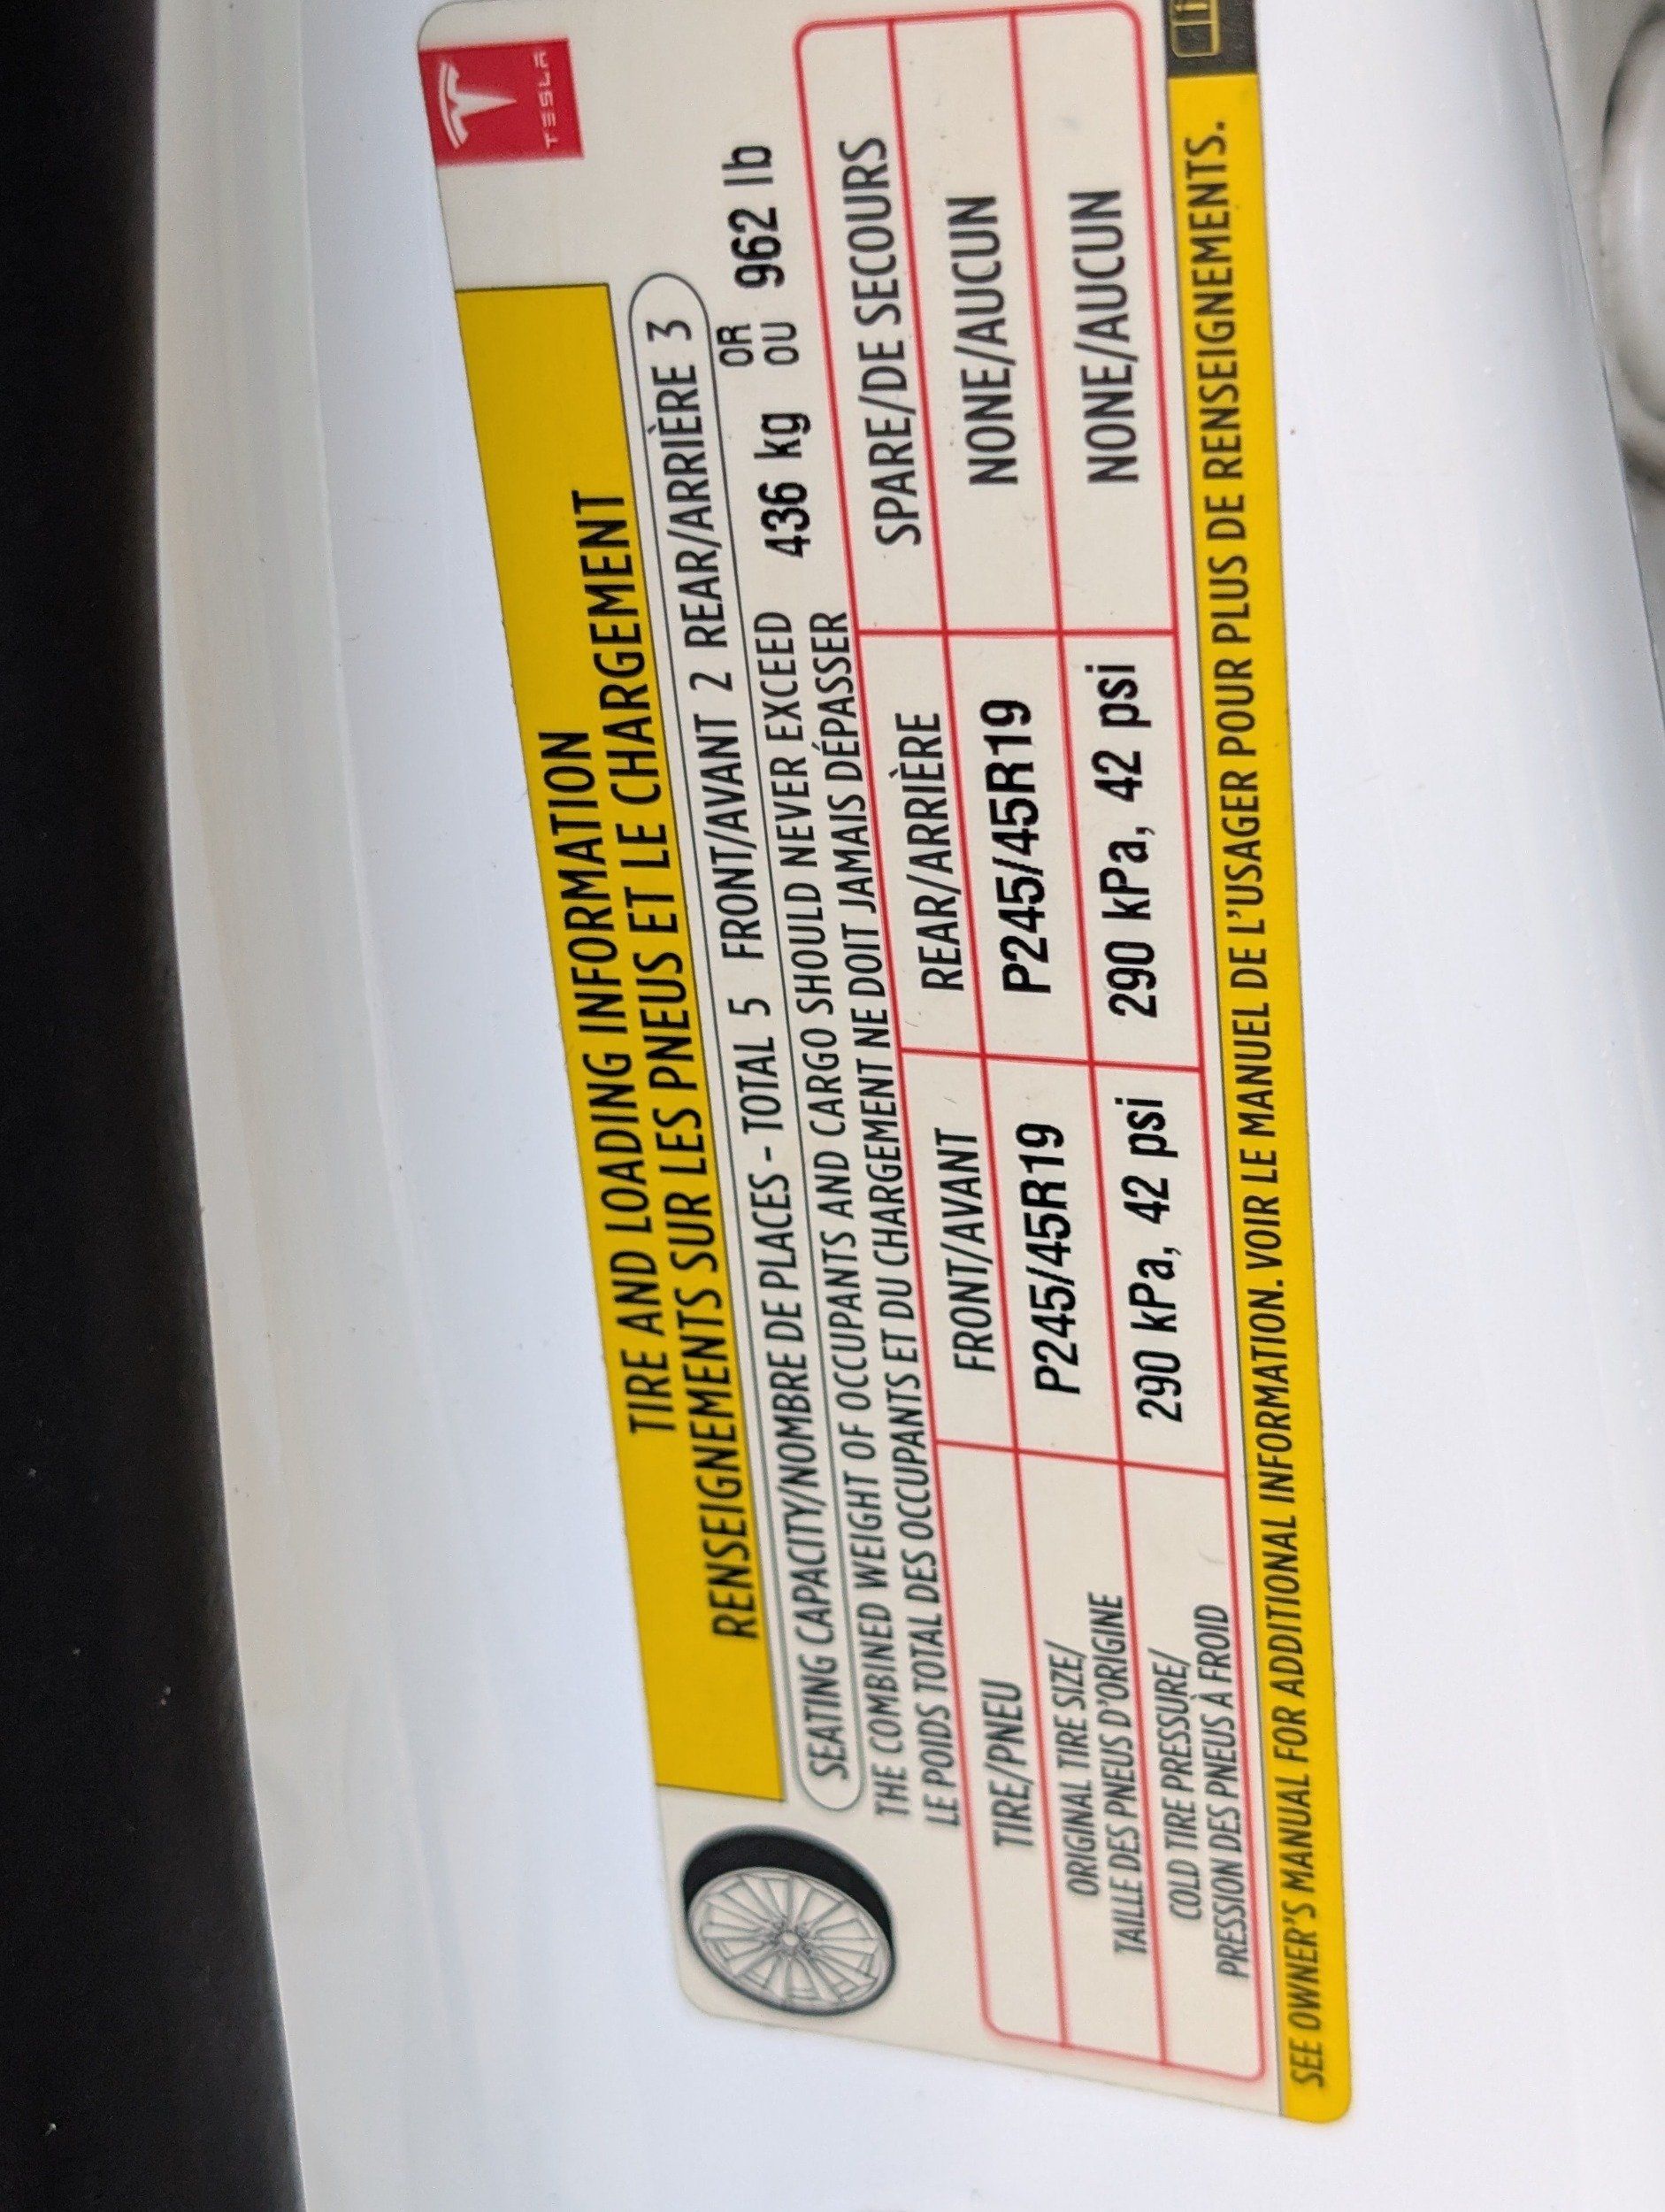 TESLA
TIRE AND LOADING INFORMATION
RENSEIGNEMENTS SUR LES PNEUS ET LE CHARGEMENT
SEATING CAPACITY/NOMBRE DE PLACES - TOTAL 5 FRONT/AVANT 2 REAR/ARRIÈRE 3
THE COMBINED WEIGHT OF OCCUPANTS AND CARGO SHOULD NEVER EXCEED 436 kg OR 962 lb
LE POIDS TOTAL DES OCCUPANTS ET DU CHARGEMENT NE DOIT JAMAIS DÉPASSER OU
TIRE/PNEU FRONT/AVANT REAR/ARRIÈRE SPARE/DE SECOURS
ORIGINAL TIRE SIZE/
TAILLE DES PNEUS D'ORIGINE P245/45R19 P245/45R19 NONE/AUCUN
COLD TIRE PRESSURE/
PRESSION DES PNEUS À FROID 290 kPa, 42 psi 290 kPa, 42 psi NONE/AUCUN
SEE OWNER'S MANUAL FOR ADDITIONAL INFORMATION. VOIR LE MANUEL DE L'USAGER POUR PLUS DE RENSEIGNEMENTS.